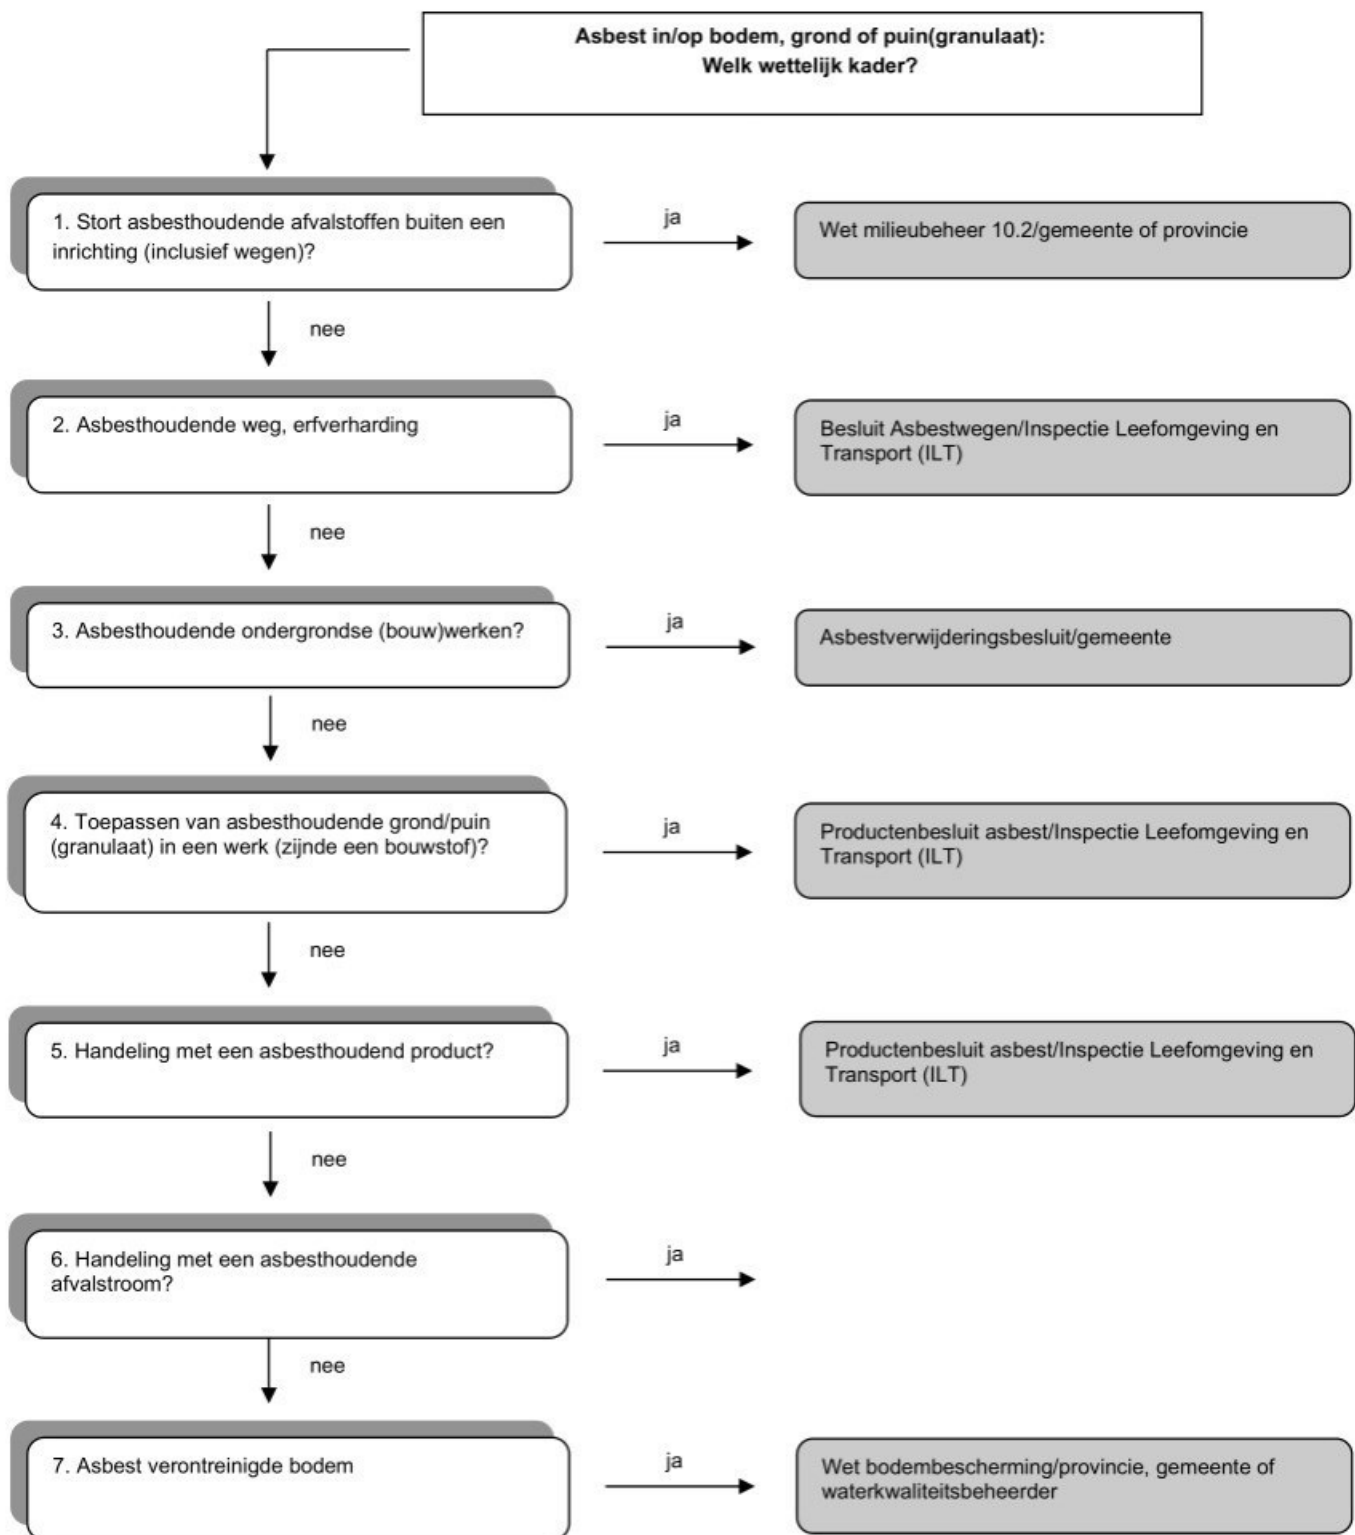 Asbest in/op bodem, grond of puin(granulaat):
Welk wettelijk kader?
1. Stort asbesthoudende afvalstoffen buiten een
inrichting (inclusief wegen)?
ja
Wet milieubeheer 10.2/gemeente of provincie
nee
2. Asbesthoudende weg, erfverharding
ja
Besluit Asbestwegen/Inspectie Leefomgeving en
Transport (ILT)
nee
3. Asbesthoudende ondergrondse (bouw)werken?
ja
Asbestverwijderingsbesluit/gemeente
nee
4. Toepassen van asbesthoudende grond/puin
(granulaat) in een werk (zijnde een bouwstof)?
ja
Productenbesluit asbest/Inspectie Leefomgeving en
Transport (ILT)
nee
5. Handeling met een asbesthoudend product?
ja
Productenbesluit asbest/Inspectie Leefomgeving en
Transport (ILT)
nee
6. Handeling met een asbesthoudende
afvalstroom?
ja
nee
7. Asbest verontreinigde bodem
ja
Wet bodembescherming/provincie, gemeente of
waterkwaliteitsbeheerder